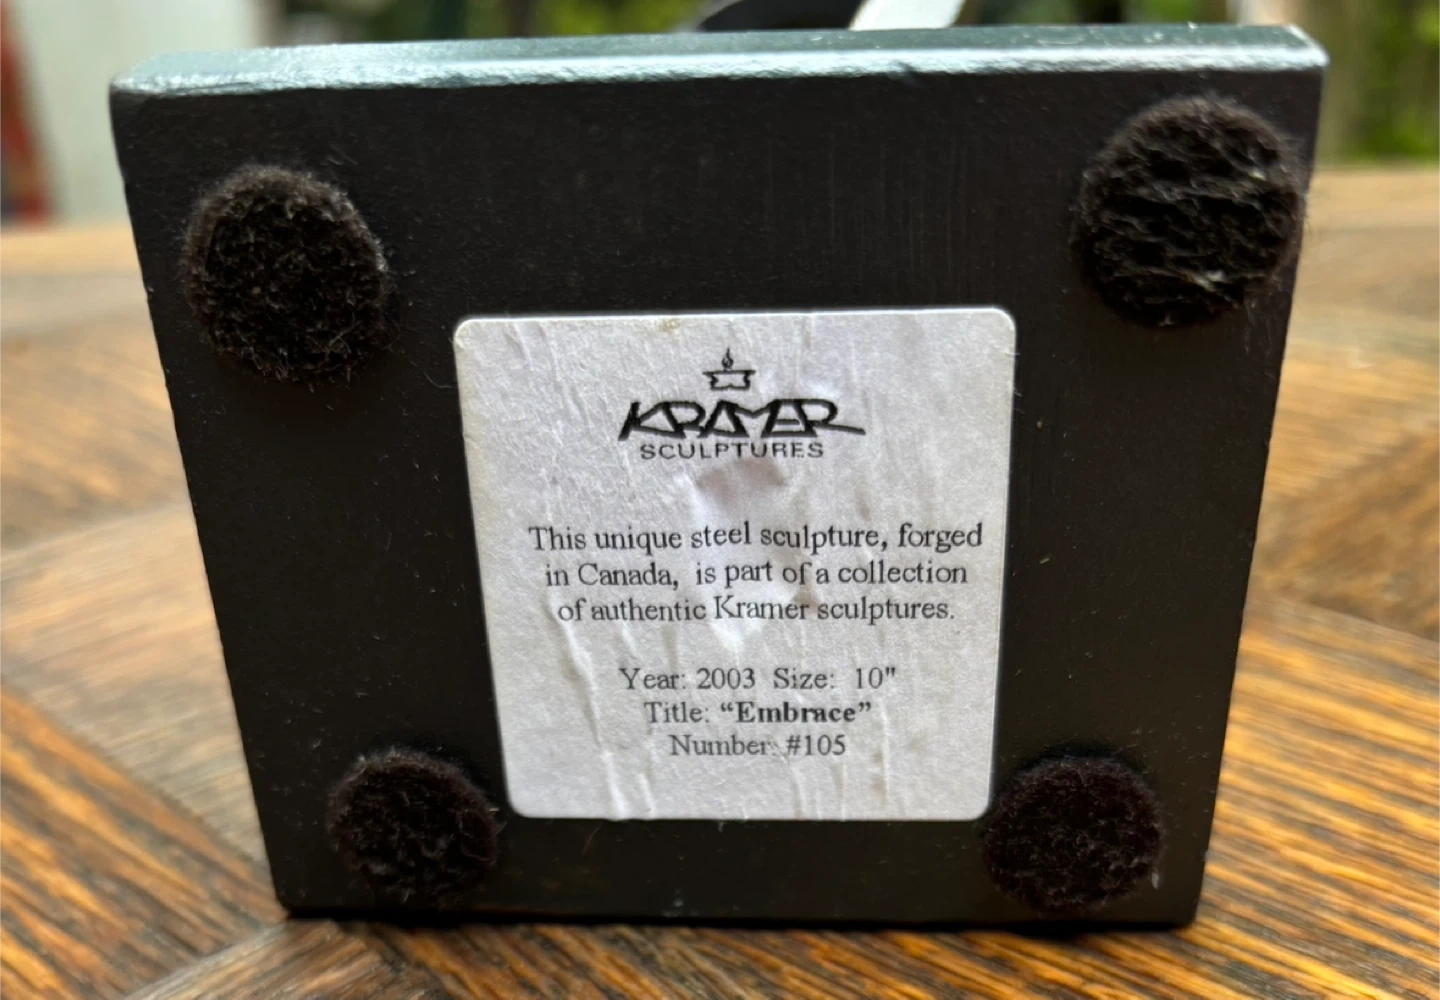 KRAMER
SCULPTURES
This unique steel sculpture, forged
in Canada, is part of a collection
of authentic Kramer sculptures.
Year: 2003 Size: 10"
Title: “Embrace”
Number: #105